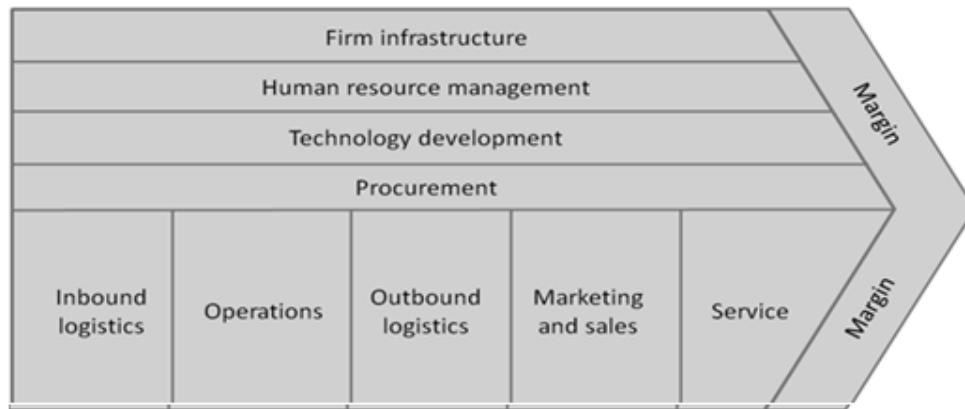 Firm infrastructure
Human resource management
Technology development
Procurement
Margin
Inbound
logistics
Operations
Outbound
logistics
Marketing
and sales
Service
Margin